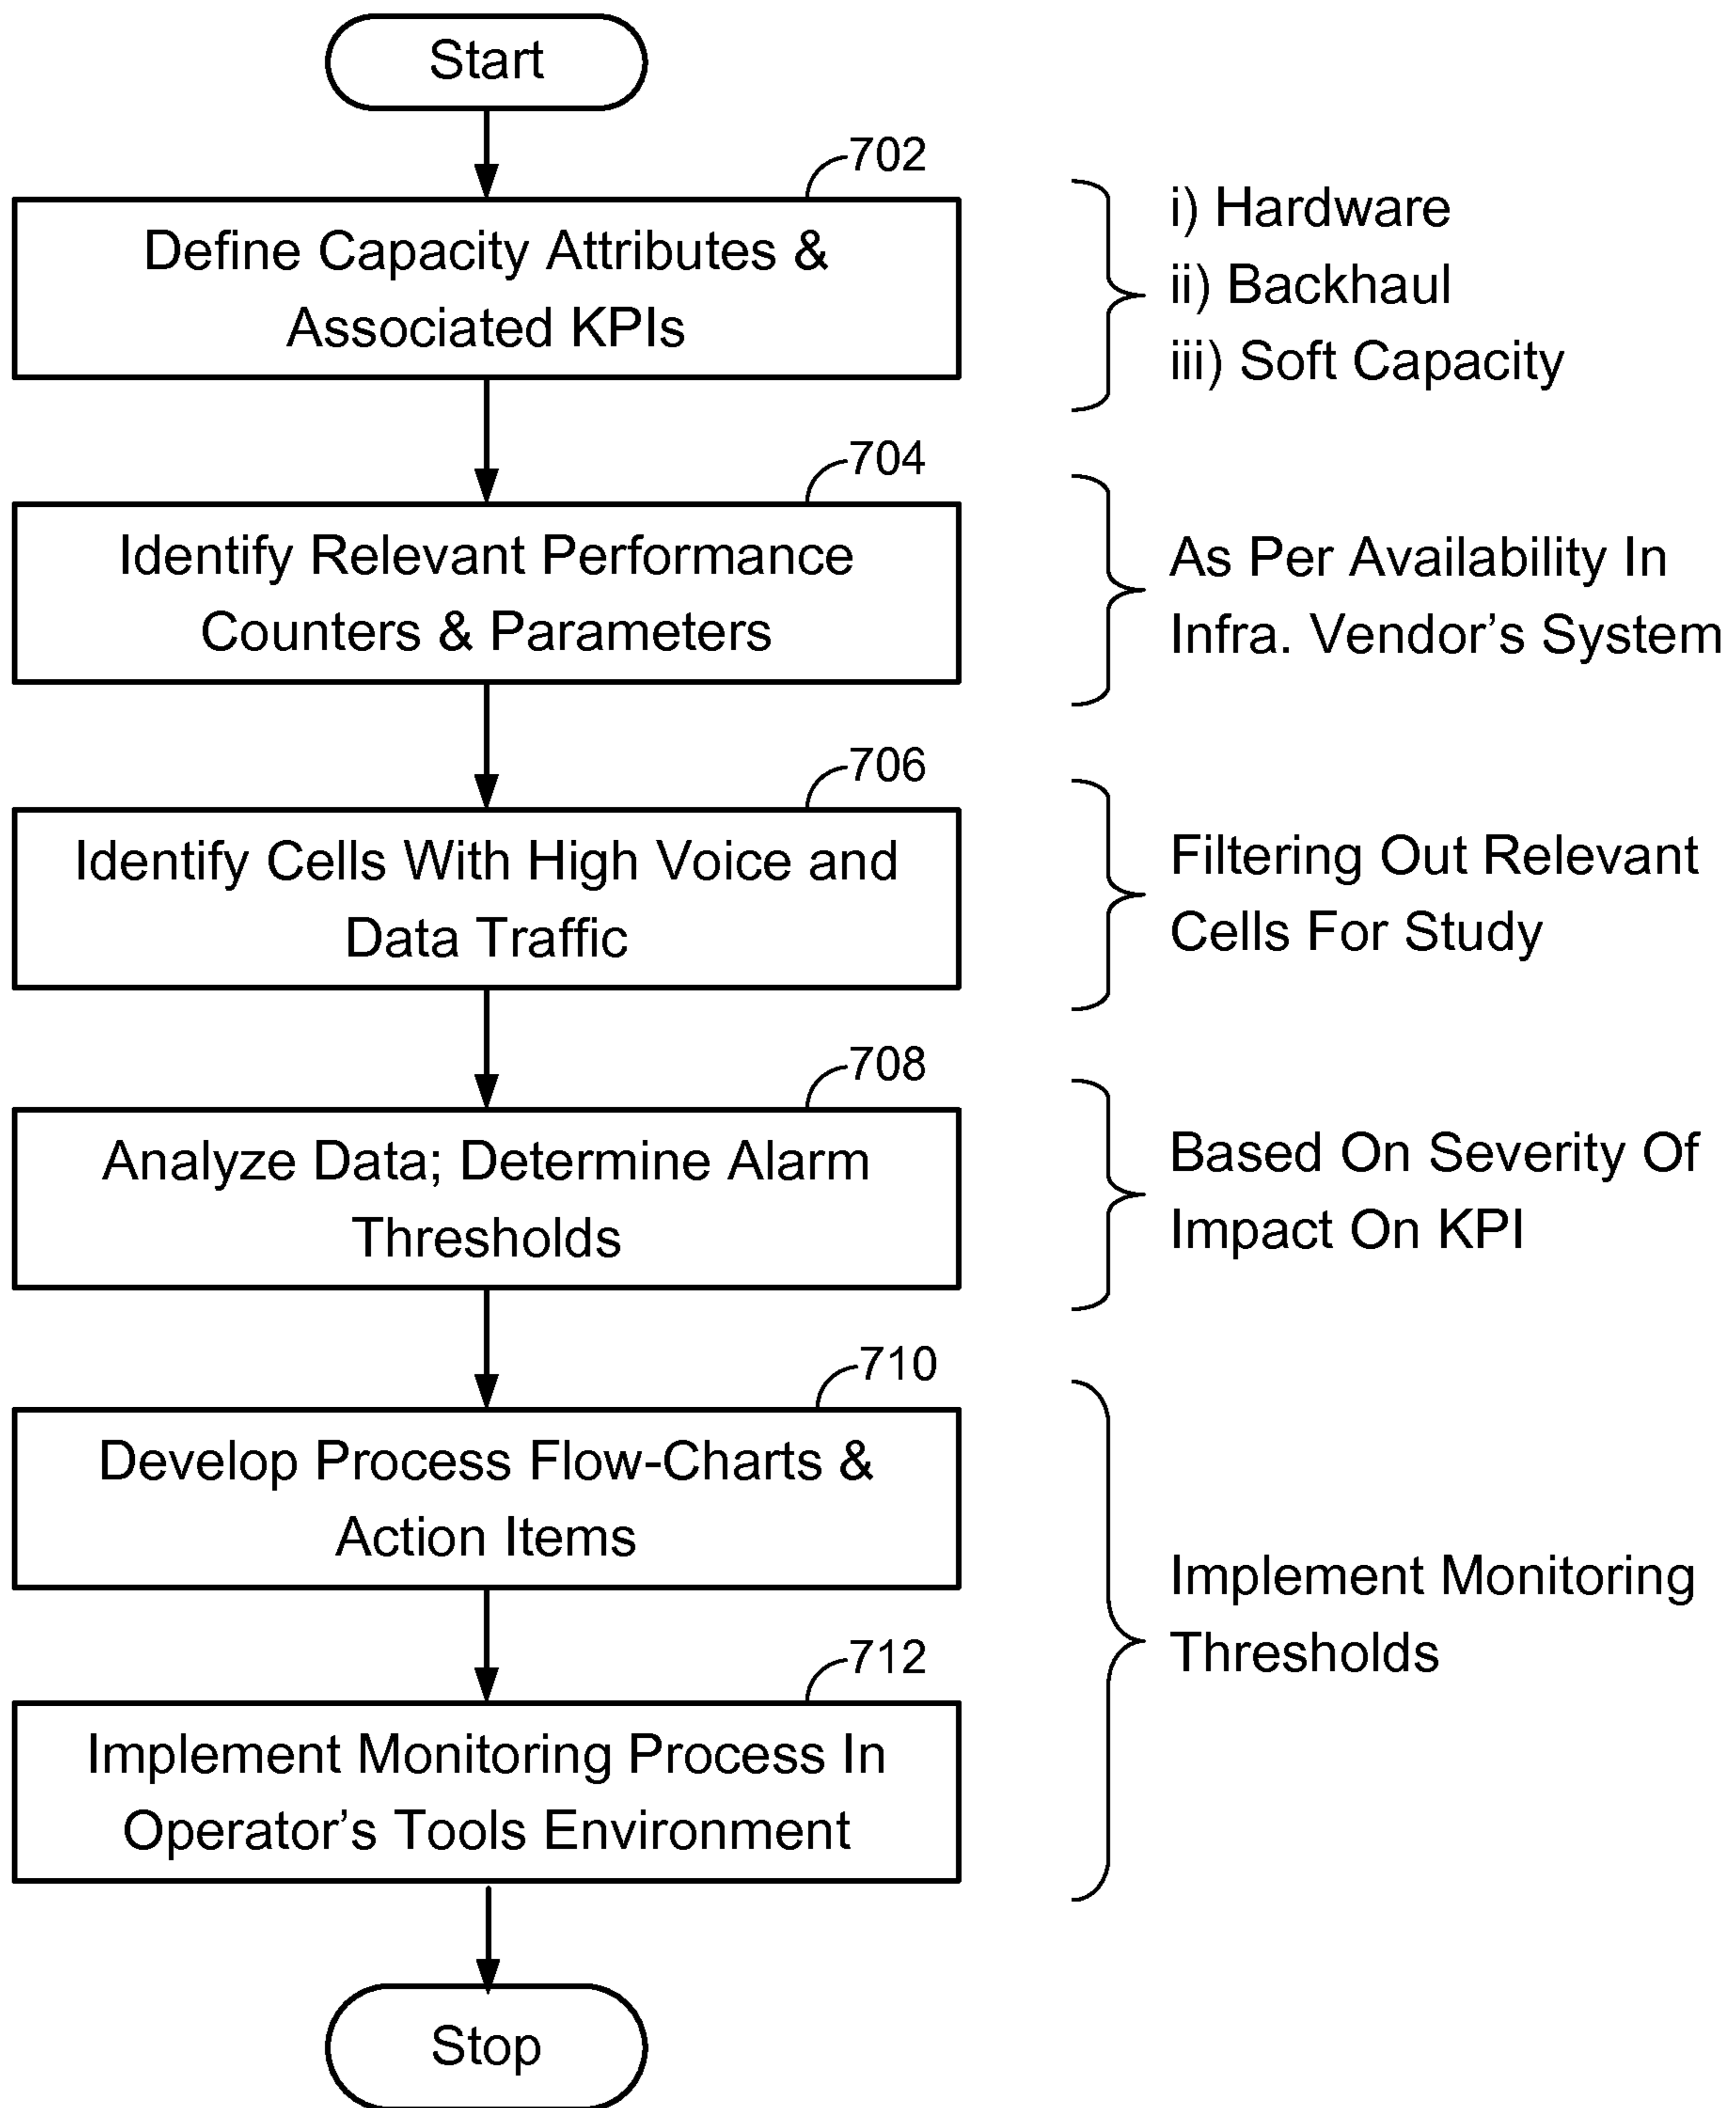 Start
702
Define Capacity Attributes &
Associated KPIs
i) Hardware
ii) Backhaul
iii) Soft Capacity
704
Identify Relevant Performance
Counters & Parameters
As Per Availability In
Infra. Vendor’s System
706
Identify Cells With High Voice and
Data Traffic
Filtering Out Relevant
Cells For Study
708
Analyze Data; Determine Alarm
Thresholds
Based On Severity Of
Impact On KPI
710
Develop Process Flow-Charts &
Action Items
Implement Monitoring
Thresholds
712
Implement Monitoring Process In
Operator’s Tools Environment
Stop